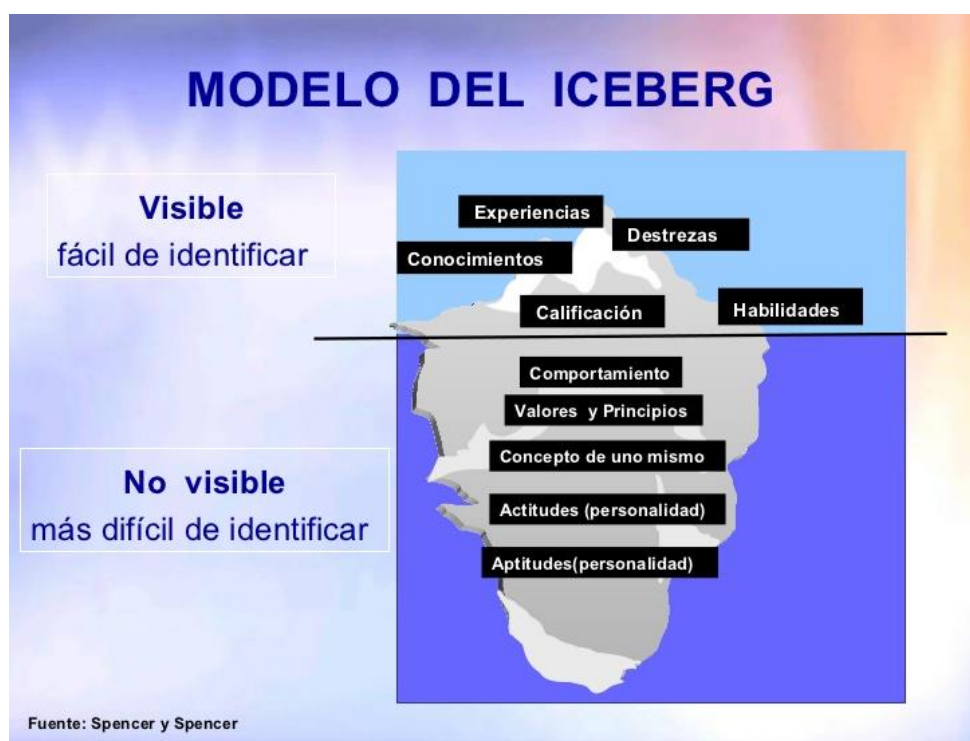 MODELO DEL ICEBERG
Visible
fácil de identificar
Experiencias
Destrezas
Conocimientos
Calificación
Habilidades
Comportamiento
Valores y Principios
Concepto de uno mismo
No visible
más difícil de identificar
Actitudes (personalidad)
Aptitudes(personalidad)
Fuente: Spencer y Spencer